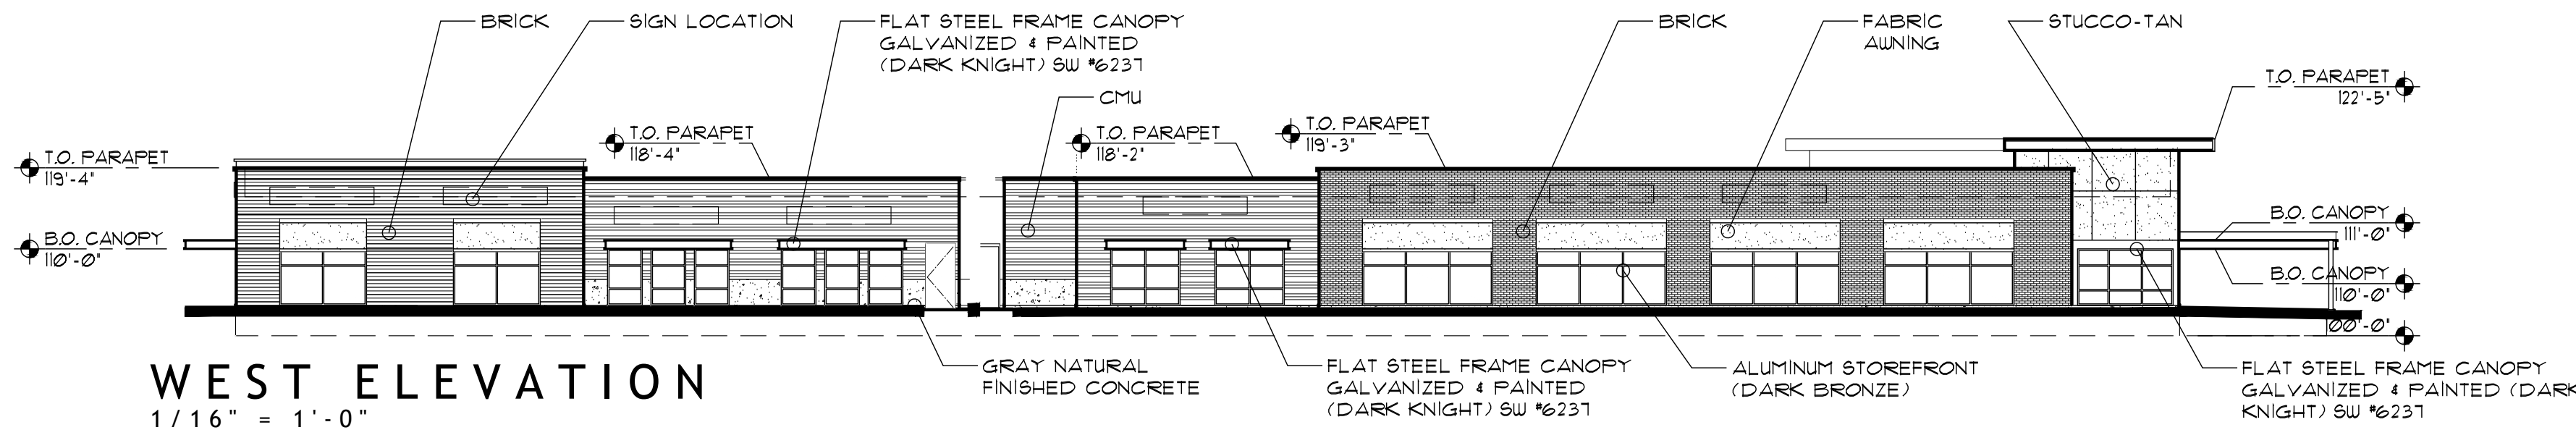 BRICK
SIGN LOCATION
FLAT STEEL FRAME CANOPY
GALVANIZED & PAINTED
(DARK KNIGHT) SW #6237
BRICK
FABRIC
AWNING
STUCCO-TAN
CMU
T.O. PARAPET
122'-5"
T.O. PARAPET
119'-4"
T.O. PARAPET
118'-4"
T.O. PARAPET
118'-2"
T.O. PARAPET
119'-3"
B.O. CANOPY
110'-0"
B.O. CANOPY
111'-0"
B.O. CANOPY
110'-0"
00'-0"
WEST ELEVATION
1/16" = 1'-0"
GRAY NATURAL
FINISHED CONCRETE
FLAT STEEL FRAME CANOPY
GALVANIZED & PAINTED
(DARK KNIGHT) SW #6237
ALUMINUM STOREFRONT
(DARK BRONZE)
FLAT STEEL FRAME CANOPY
GALVANIZED & PAINTED (DARK
KNIGHT) SW #6237